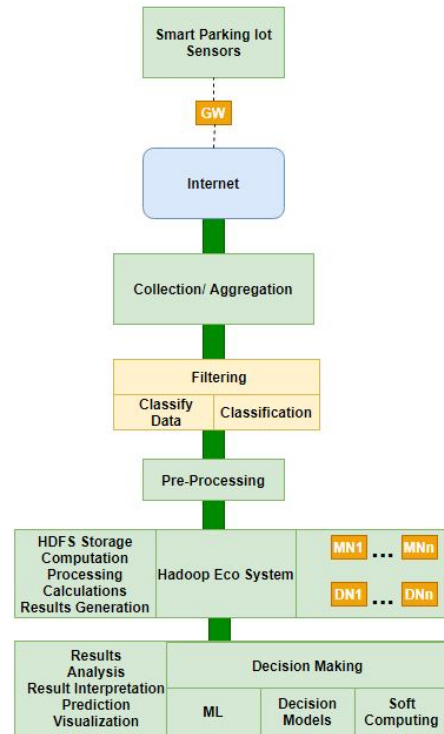 Smart Parking Iot
Sensors
GW
Internet
Collection/ Aggregation
Filtering
Classify
Data
Classification
Pre-Processing
HDFS Storage
Computation
Processing
Calculations
Results Generation
Hadoop Eco System
MN1 ... MNn
DN1 ... DNn
Results
Analysis
Result Interpretation
Prediction
Visualization
Decision Making
ML
Decision
Models
Soft
Computing